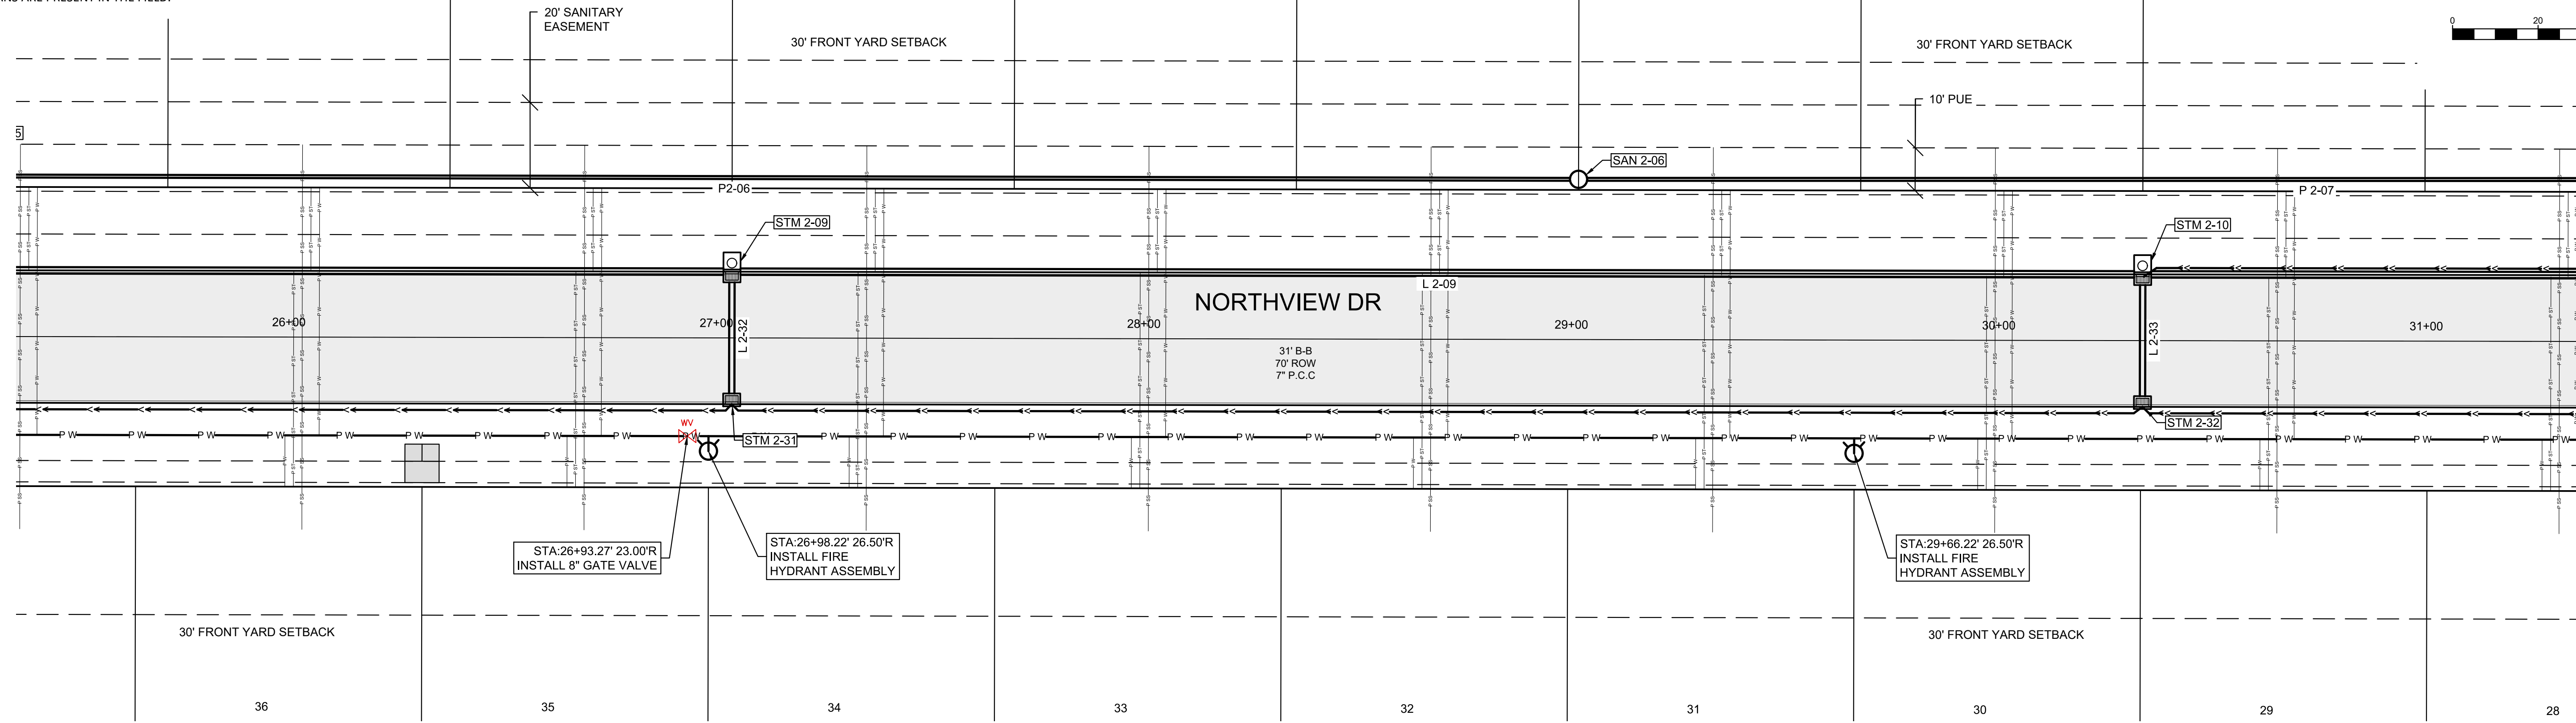 0 20
20' SANITARY
EASEMENT
30' FRONT YARD SETBACK
30' FRONT YARD SETBACK
10' PUE
5
SAN 2-06
P2-06
P 2-07
STM 2-09
STM 2-10
L 2-09
NORTHVIEW DR
26+00
27+00
28+00
29+00
30+00
31+00
L 2-32
L 2-33
31' B-B
70' ROW
7" P.C.C
WV
STM 2-31
STM 2-32
P W P W P W P W P W P W P W P W P W
STA:26+93.27' 23.00'R
INSTALL 8" GATE VALVE
STA:26+98.22' 26.50'R
INSTALL FIRE
HYDRANT ASSEMBLY
STA:29+66.22' 26.50'R
INSTALL FIRE
HYDRANT ASSEMBLY
30' FRONT YARD SETBACK
30' FRONT YARD SETBACK
36 35 34 33 32 31 30 29 28